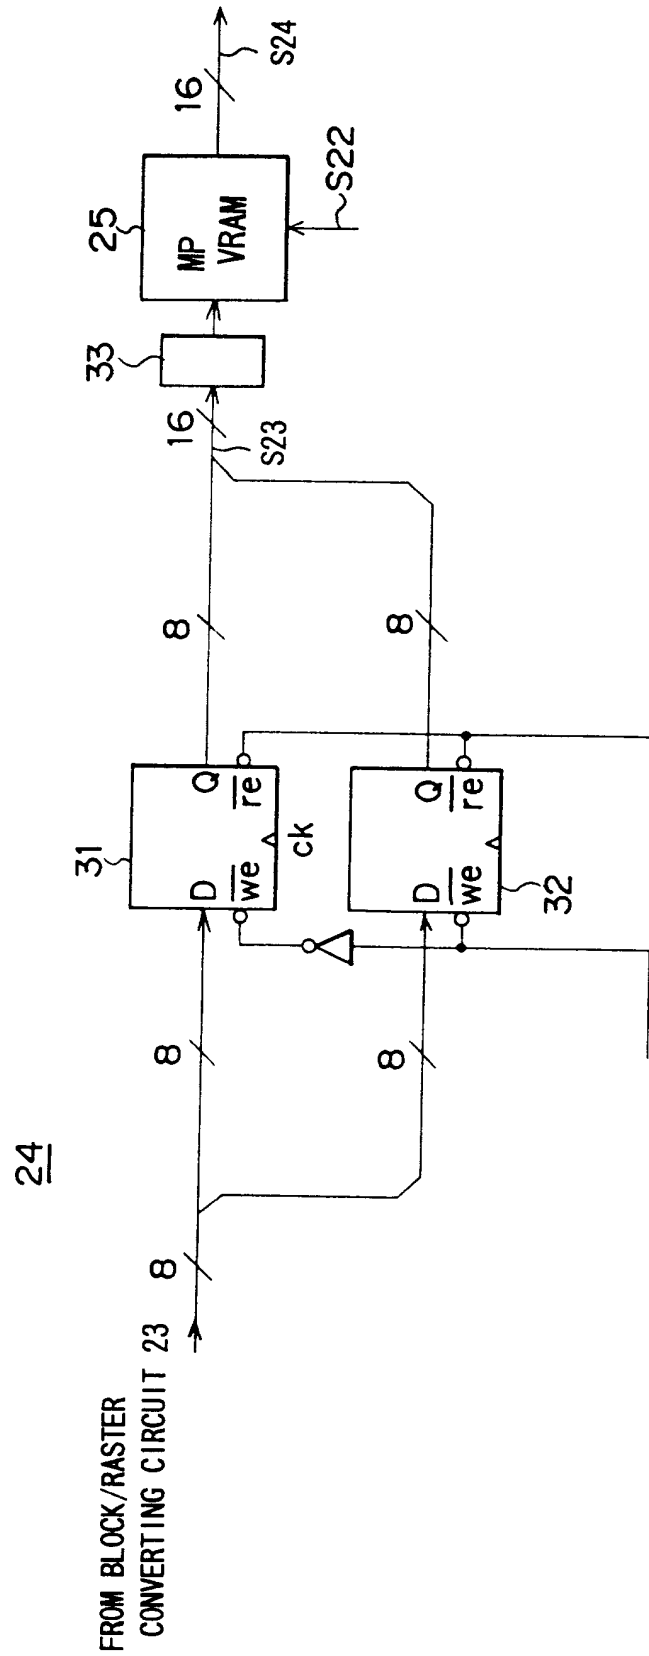 24
FROM BLOCK/RASTER
CONVERTING CIRCUIT 23
8
8
8
31
D
Q
we
re
ck
32
D
Q
we
re
8
8
16
S23
33
25
MP
VRAM
S22
16
S24